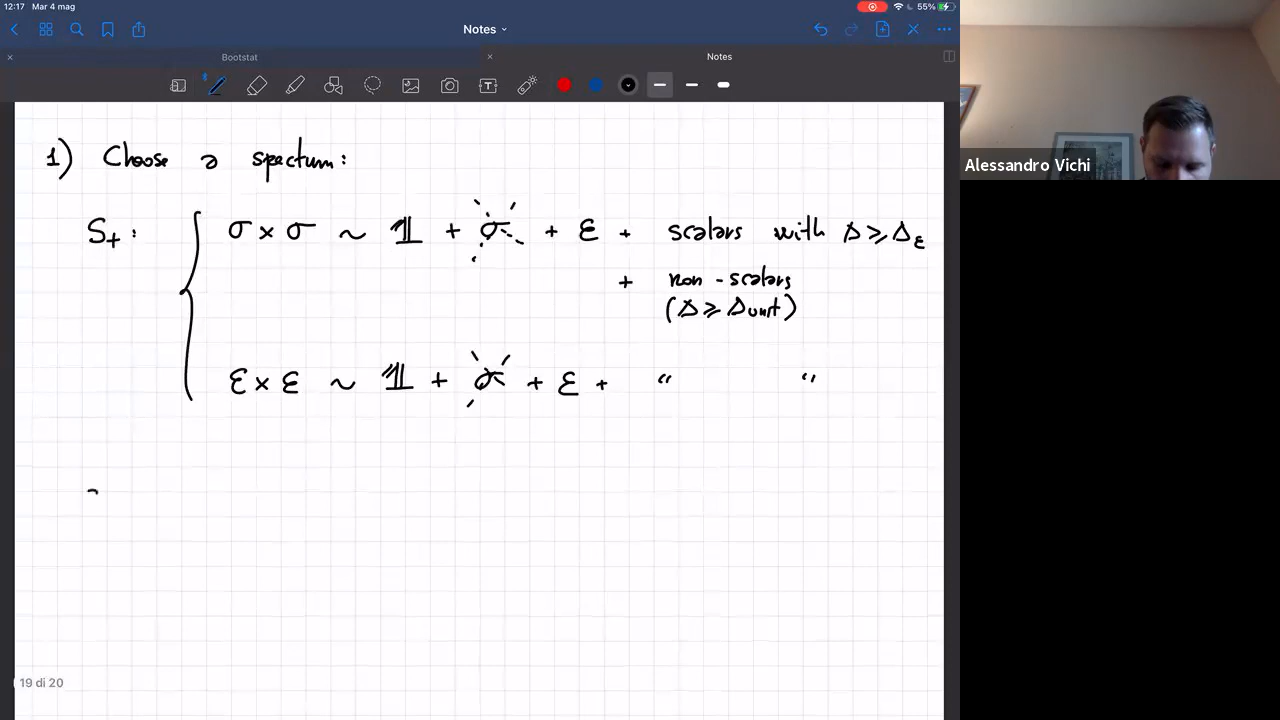 12:17 Mar 4 mag
55%
Notes
Bootstat
Notes
1) Choose a spectum:
S+ : { σ × σ ~ 𝟙 + σ + ε + scalars with Δ ≥ Δε
+ non-scalars
(Δ ≥ Δunit)
ε × ε ~ 𝟙 + σ + ε + “ “
19 di 20
Alessandro Vichi